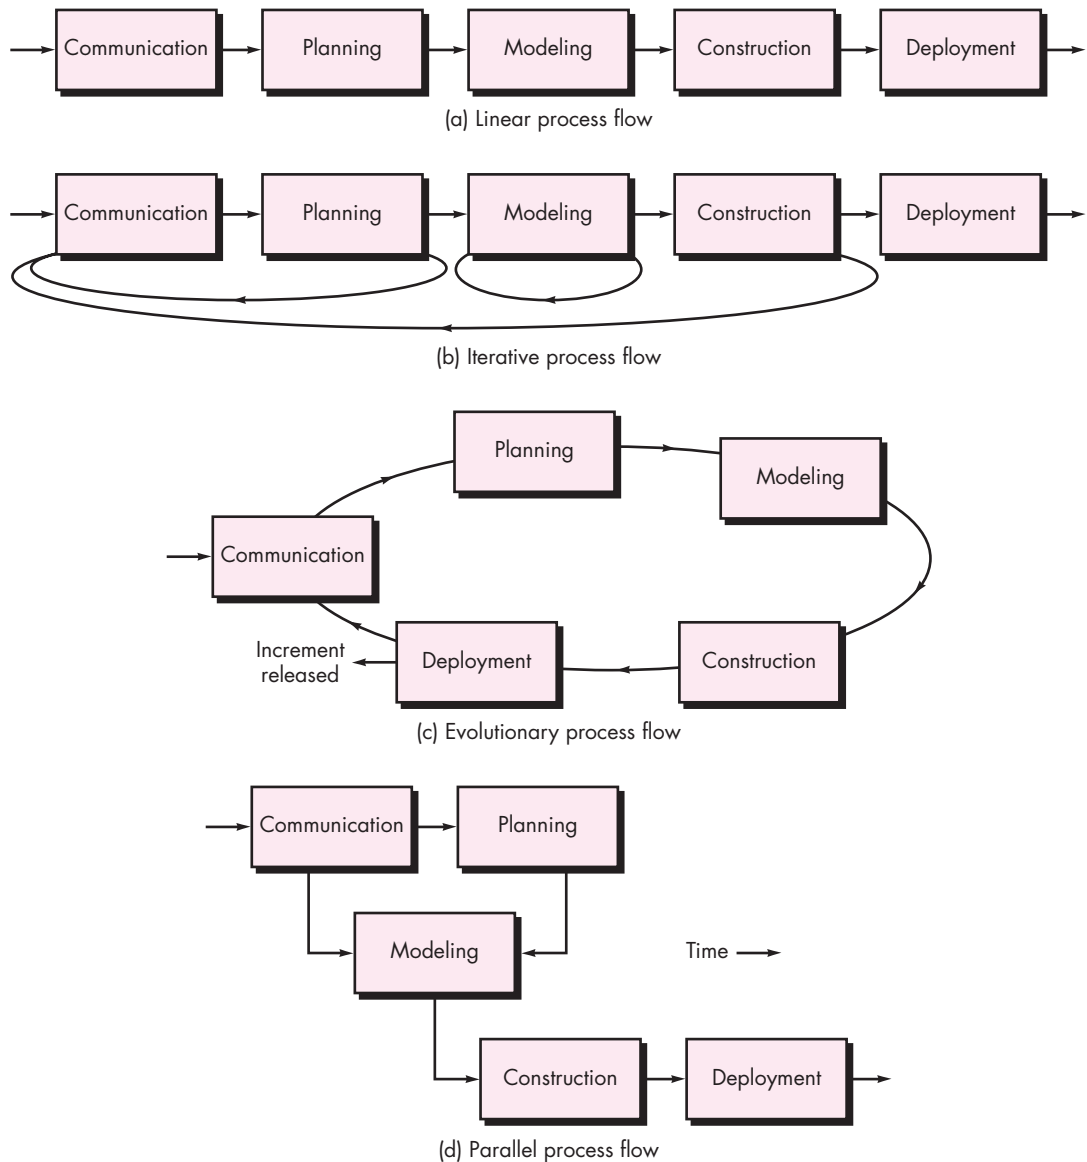 Communication
Planning
Modeling
Construction
Deployment
(a) Linear process flow
Communication
Planning
Modeling
Construction
Deployment
(b) Iterative process flow
Planning
Modeling
Communication
Increment
released
Deployment
Construction
(c) Evolutionary process flow
Communication
Planning
Modeling
Time
Construction
Deployment
(d) Parallel process flow